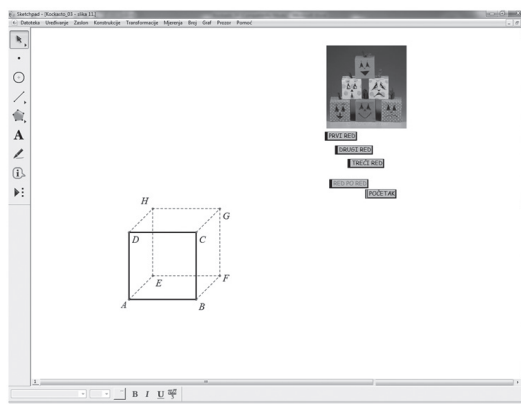 Sketchpad - [Kockasto_03 - slika 11.]
Datoteka Uređivanje Zaslon Konstrukcije Transformacije Mjerenja Broj Graf Prozor Pomoć
PRVI RED
DRUGI RED
TREĆI RED
RED PO RED
POČETAK
H
G
D
C
E
F
A
B
A
B I U